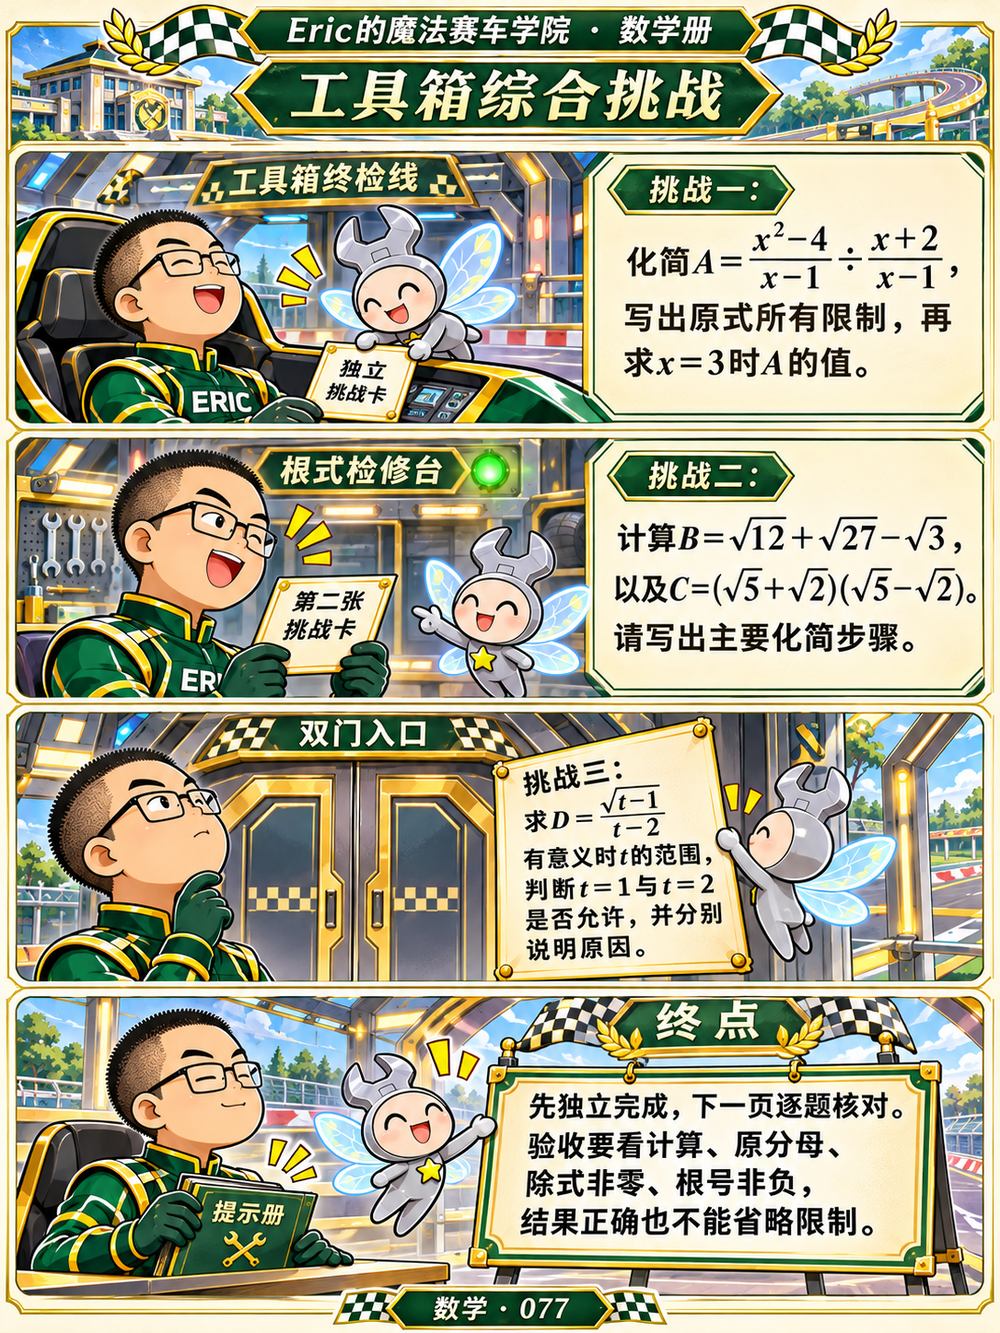 Eric的魔法赛车学院 · 数学册
工具箱综合挑战
工具箱终检线
独立
挑战卡
ERIC
挑战一：
化简A=\frac{x²−4}{x−1}÷\frac{x+2}{x−1}，
写出原式所有限制，再
求x=3时A的值。
根式检修台
第二张
挑战卡
ERI
挑战二：
计算B=√12+√27−√3，
以及C=(√5+√2)(√5−√2)。
请写出主要化简步骤。
双门入口
挑战三：
求D=\frac{√(t−1)}{t−2}
有意义时t的范围，
判断t=1与t=2
是否允许，并分别
说明原因。
提示册
终点
先独立完成，下一页逐题核对。
验收要看计算、原分母、
除式非零、根号非负，
结果正确也不能省略限制。
数学 · 077